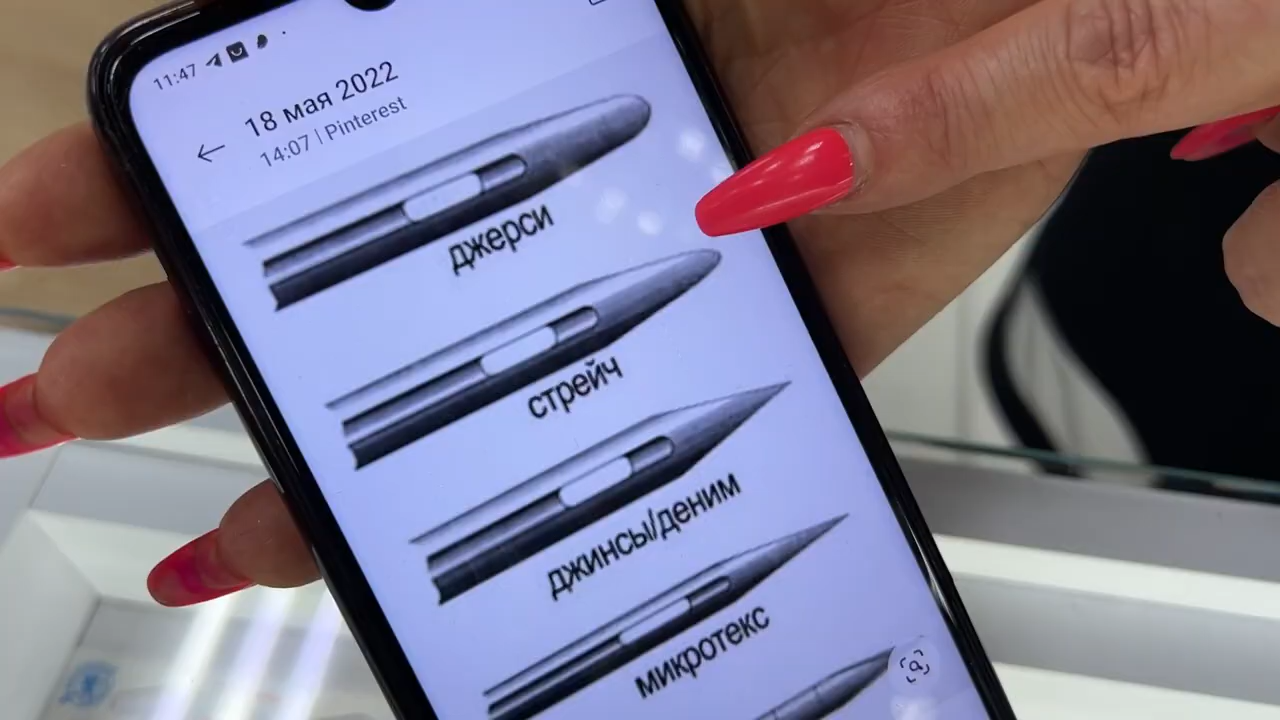 11:47
18 мая 2022
14:07 | Pinterest
джерси
стрейч
джинсы/деним
микротекс